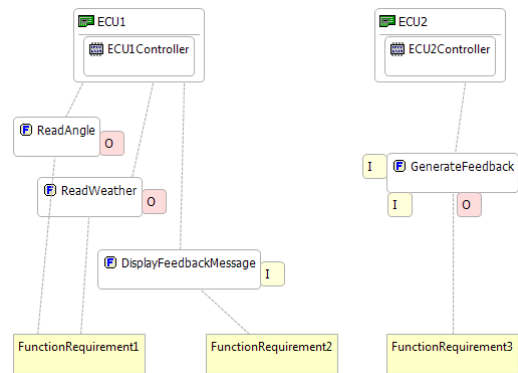 ECU1
ECU1Controller
ECU2
ECU2Controller
F ReadAngle
O
F ReadWeather
O
I
F GenerateFeedback
I
O
F DisplayFeedbackMessage
I
FunctionRequirement1
FunctionRequirement2
FunctionRequirement3